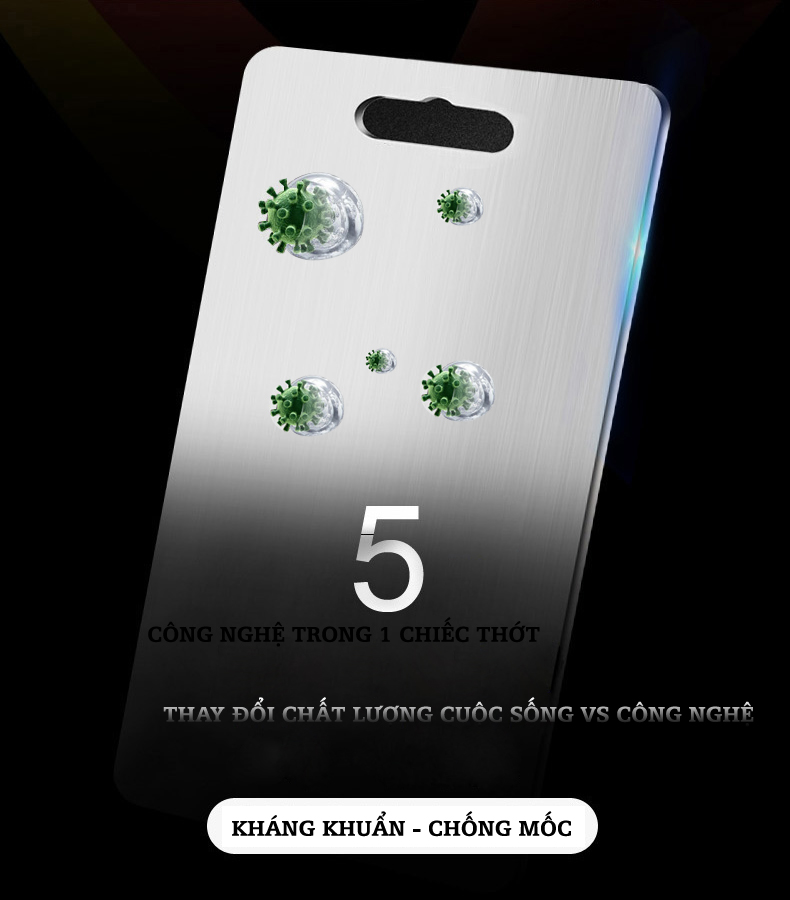 5
CÔNG NGHỆ TRONG 1 CHIẾC THỚT
THAY ĐỔI CHẤT LƯƠNG CUÔC SỐNG VS CÔNG NGHỆ
KHÁNG KHUẨN - CHỐNG MỐC